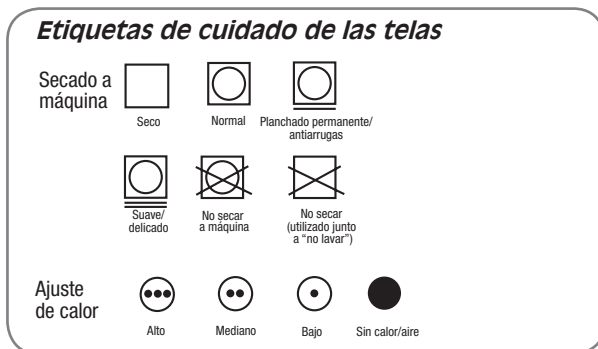 Etiquetas de cuidado de las telas
Secado a
máquina
Seco
Normal
Planchado permanente/
antiarrugas
Suave/
delicado
No secar
a máquina
No secar
(utilizado junto
a “no lavar”)
Ajuste
de calor
Alto
Mediano
Bajo
Sin calor/aire